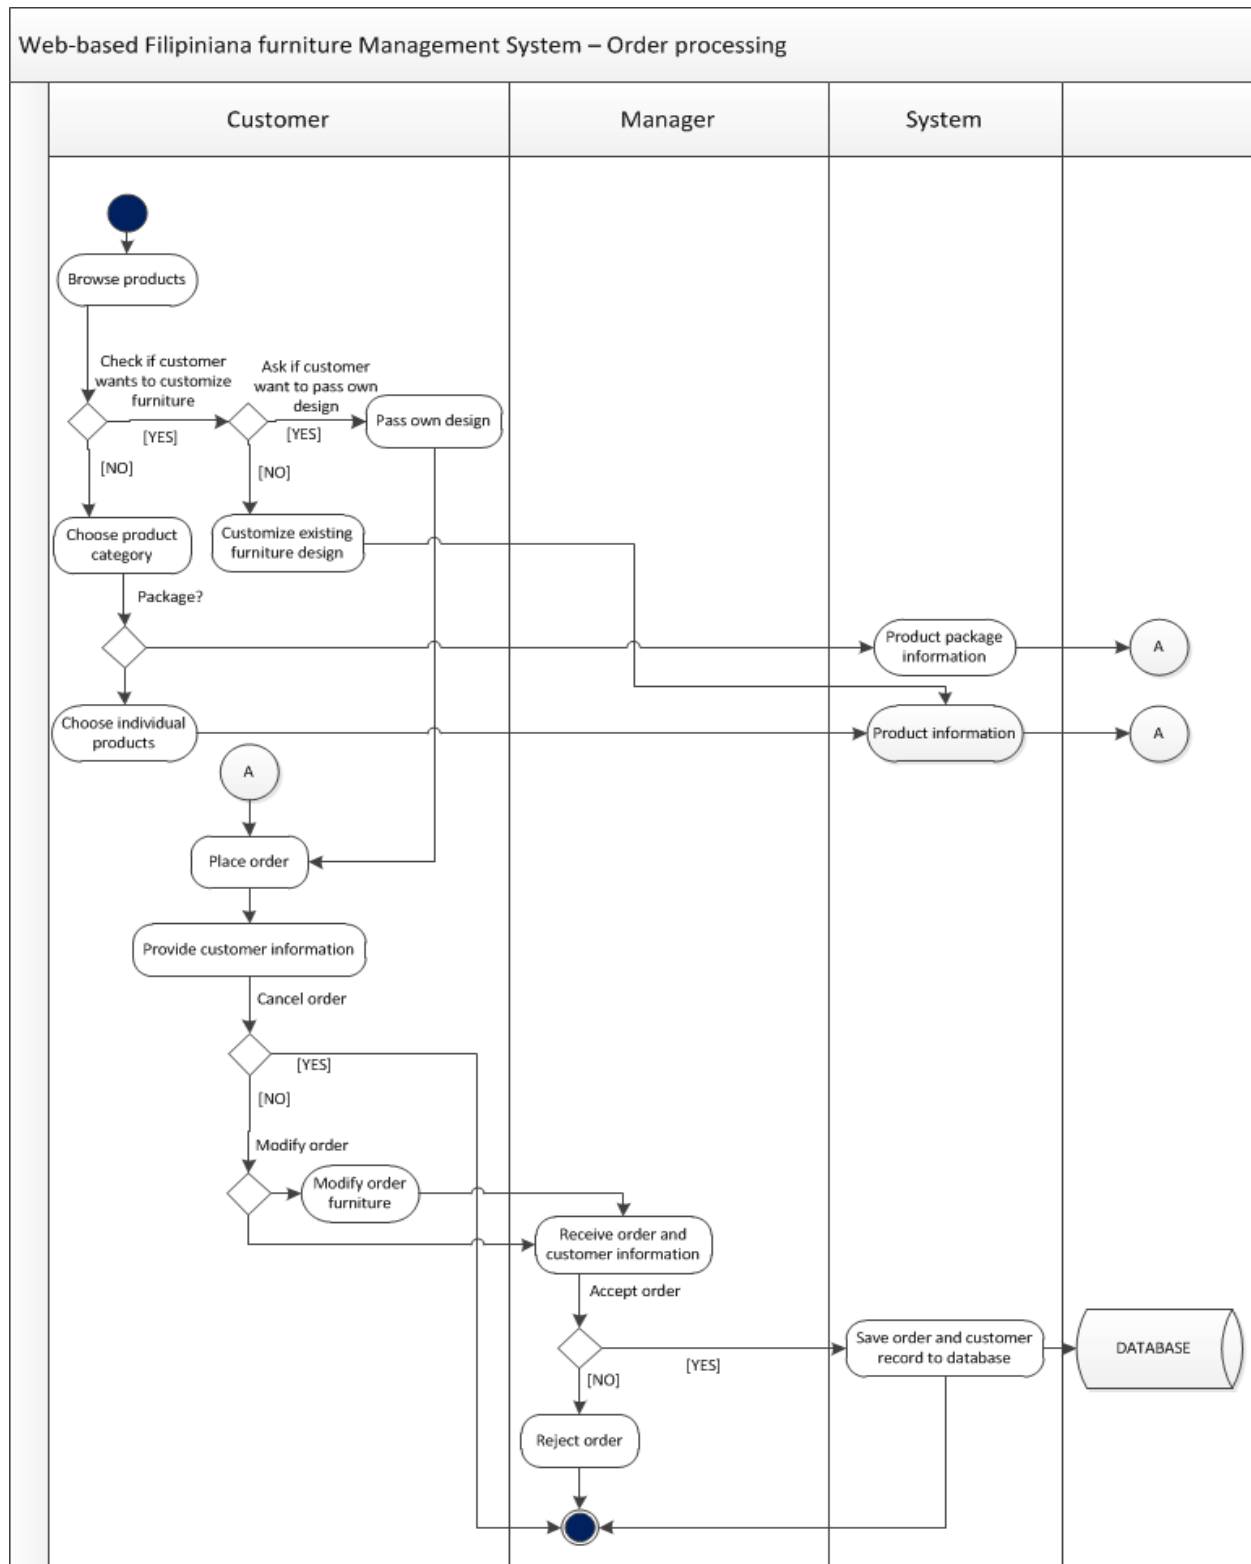 Web-based Filipiniana furniture Management System – Order processing
Customer
Manager
System
Browse products
Check if customer
wants to customize
furniture
Ask if customer
want to pass own
design
Pass own design
[YES]
[YES]
[NO]
[NO]
Choose product
category
Customize existing
furniture design
Package?
Product package
information
A
Choose individual
products
Product information
A
A
Place order
Provide customer information
Cancel order
[YES]
[NO]
Modify order
Modify order
furniture
Receive order and
customer information
Accept order
Save order and customer
record to database
DATABASE
[YES]
[NO]
Reject order